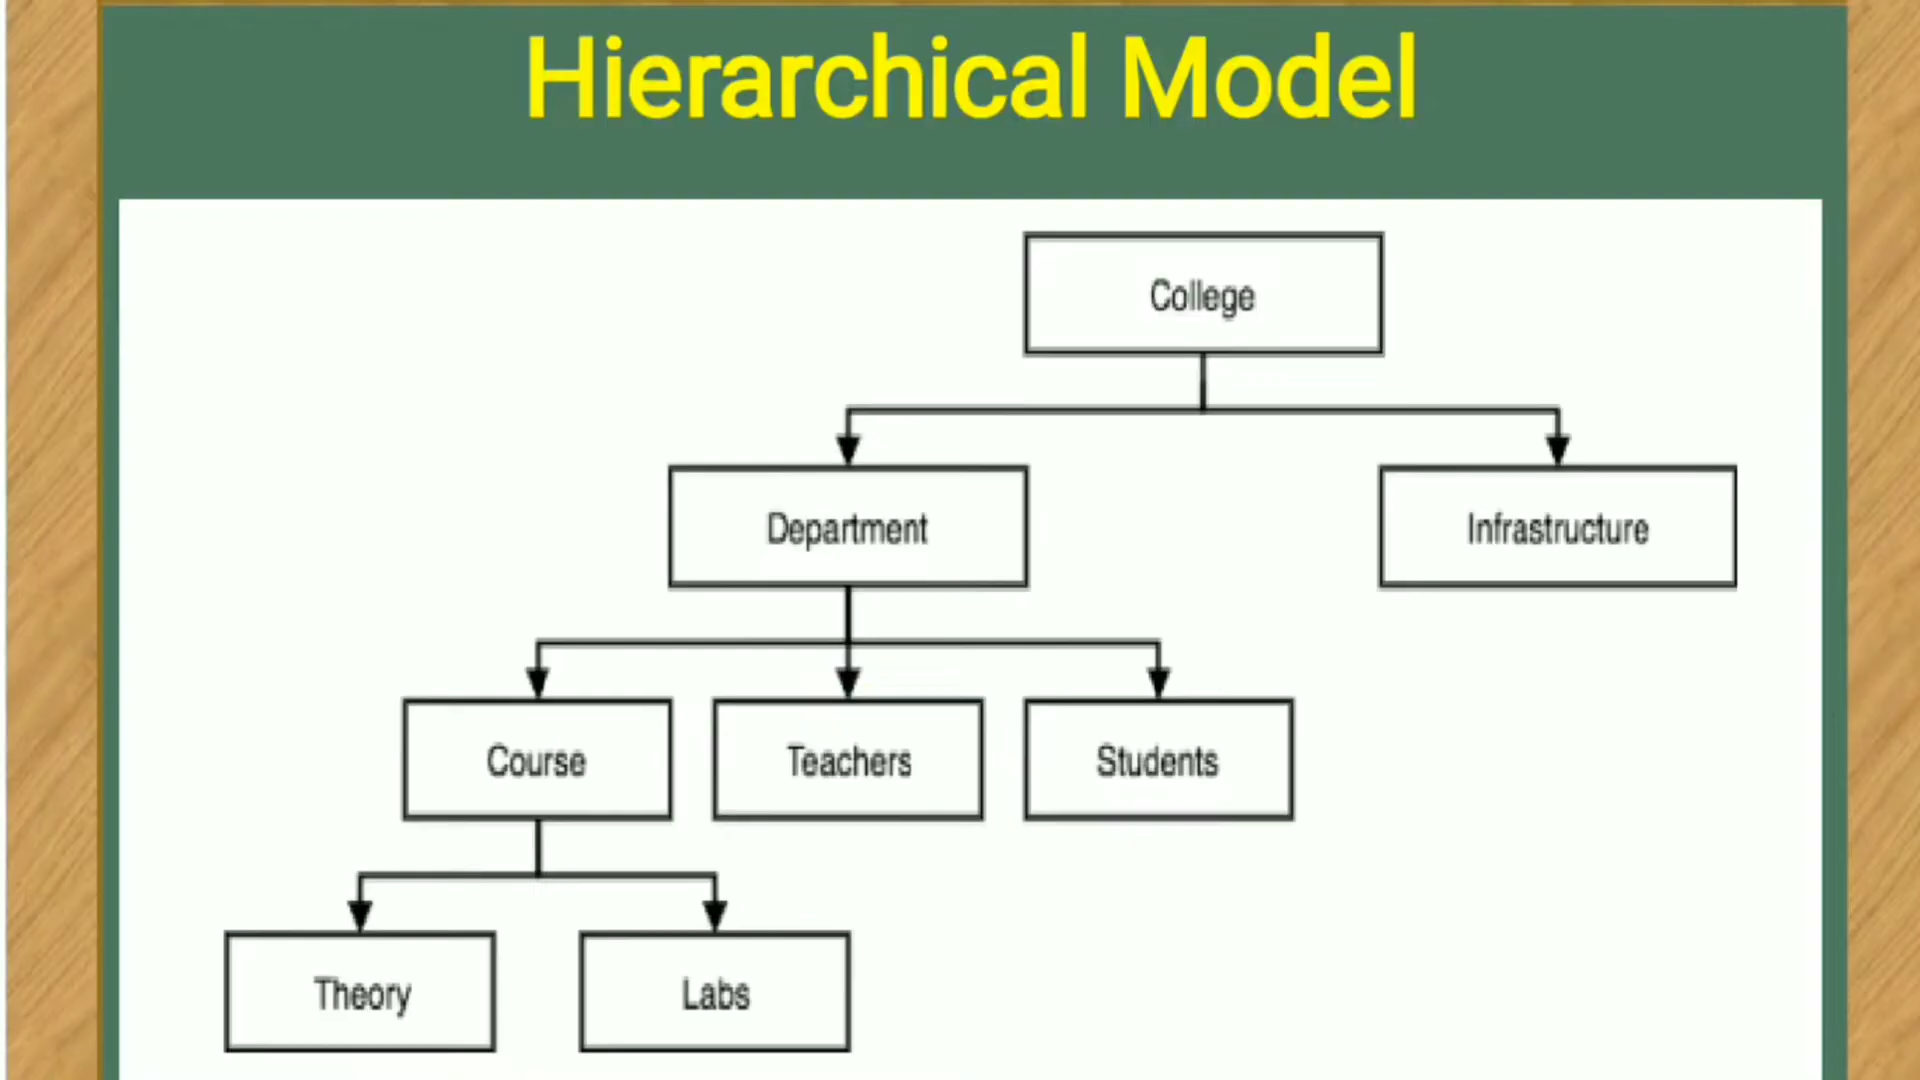 Hierarchical Model
College
Department
Infrastructure
Course
Teachers
Students
Theory
Labs